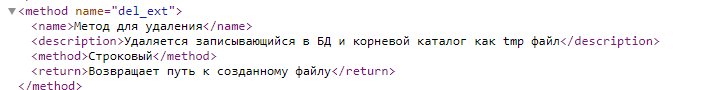 <method name="del_ext">
<name>Метод для удаления</name>
<description>Удаляется записывающийся в БД и корневой каталог как tmp файл</description>
<method>Строковый</method>
<return>Возвращает путь к созданному файлу</return>
</method>